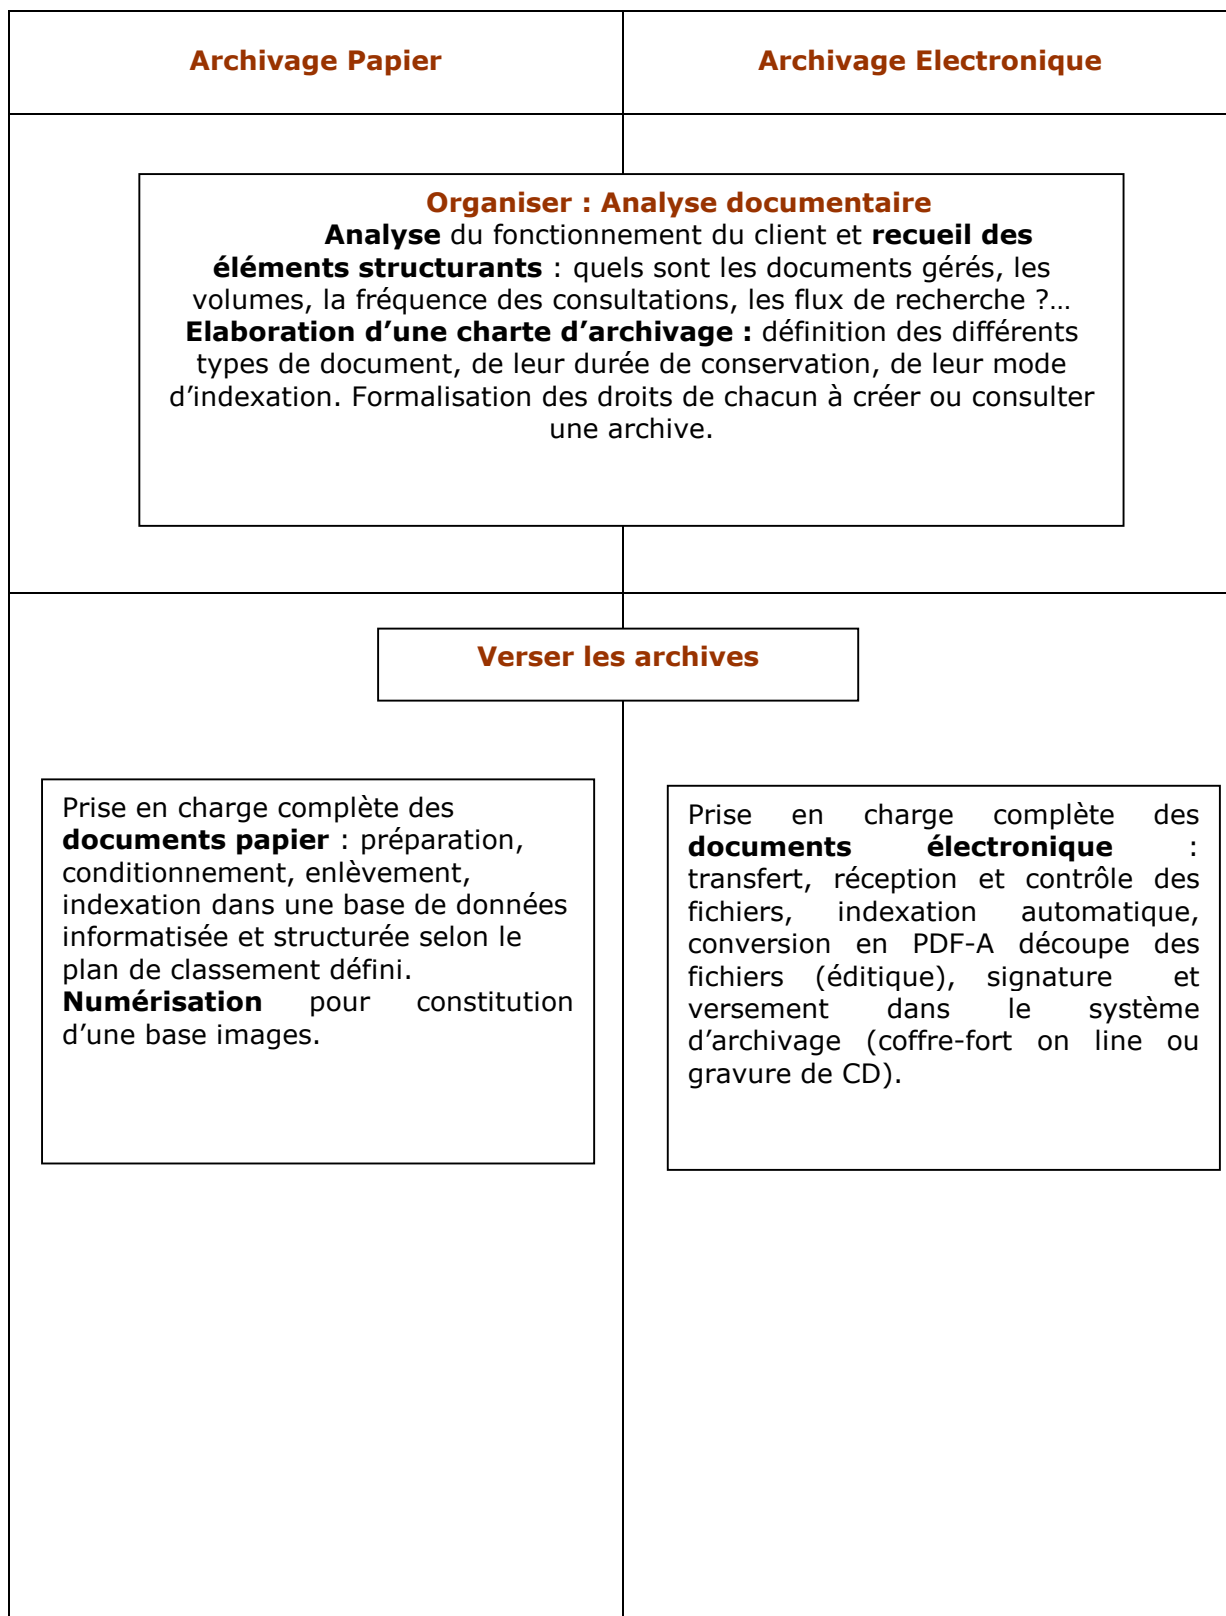 Archivage Papier
Archivage Electronique
Organiser : Analyse documentaire
Analyse du fonctionnement du client et recueil des
éléments structurants : quels sont les documents gérés, les
volumes, la fréquence des consultations, les flux de recherche ?…
Elaboration d’une charte d’archivage : définition des différents
types de document, de leur durée de conservation, de leur mode
d’indexation. Formalisation des droits de chacun à créer ou consulter
une archive.
Verser les archives
Prise en charge complète des
documents papier : préparation,
conditionnement, enlèvement,
indexation dans une base de données
informatisée et structurée selon le
plan de classement défini.
Numérisation pour constitution
d’une base images.
Prise en charge complète des
documents électronique :
transfert, réception et contrôle des
fichiers, indexation automatique,
conversion en PDF-A découpe des
fichiers (éditique), signature et
versement dans le système
d’archivage (coffre-fort on line ou
gravure de CD).